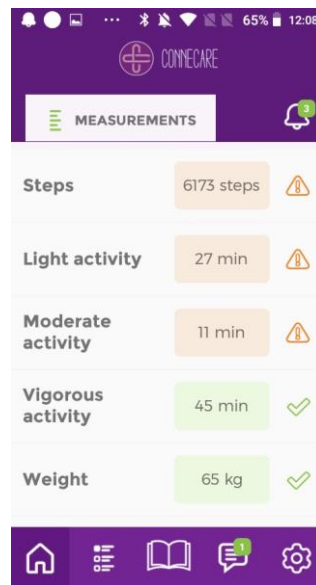 65% 12:08
CONNECARE
MEASUREMENTS
3
Steps 6173 steps
Light activity 27 min
Moderate
activity 11 min
Vigorous
activity 45 min
Weight 65 kg
1